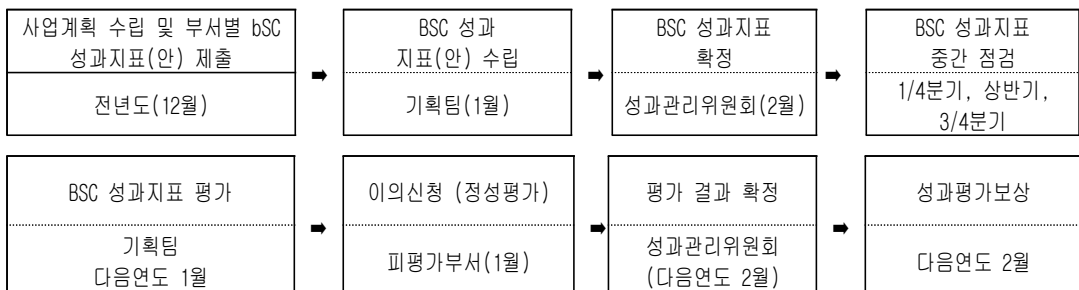 사업계획 수립 및 부서별 bSC
성과지표(안) 제출
전년도(12월)
➡
BSC 성과
지표(안) 수립
기획팀(1월)
➡
BSC 성과지표
확정
성과관리위원회(2월)
➡
BSC 성과지표
중간 점검
1/4분기, 상반기,
3/4분기
BSC 성과지표 평가
기획팀
다음연도 1월
➡
이의신청 (정성평가)
피평가부서(1월)
➡
평가 결과 확정
성과관리위원회
(다음연도 2월)
➡
성과평가보상
다음연도 2월